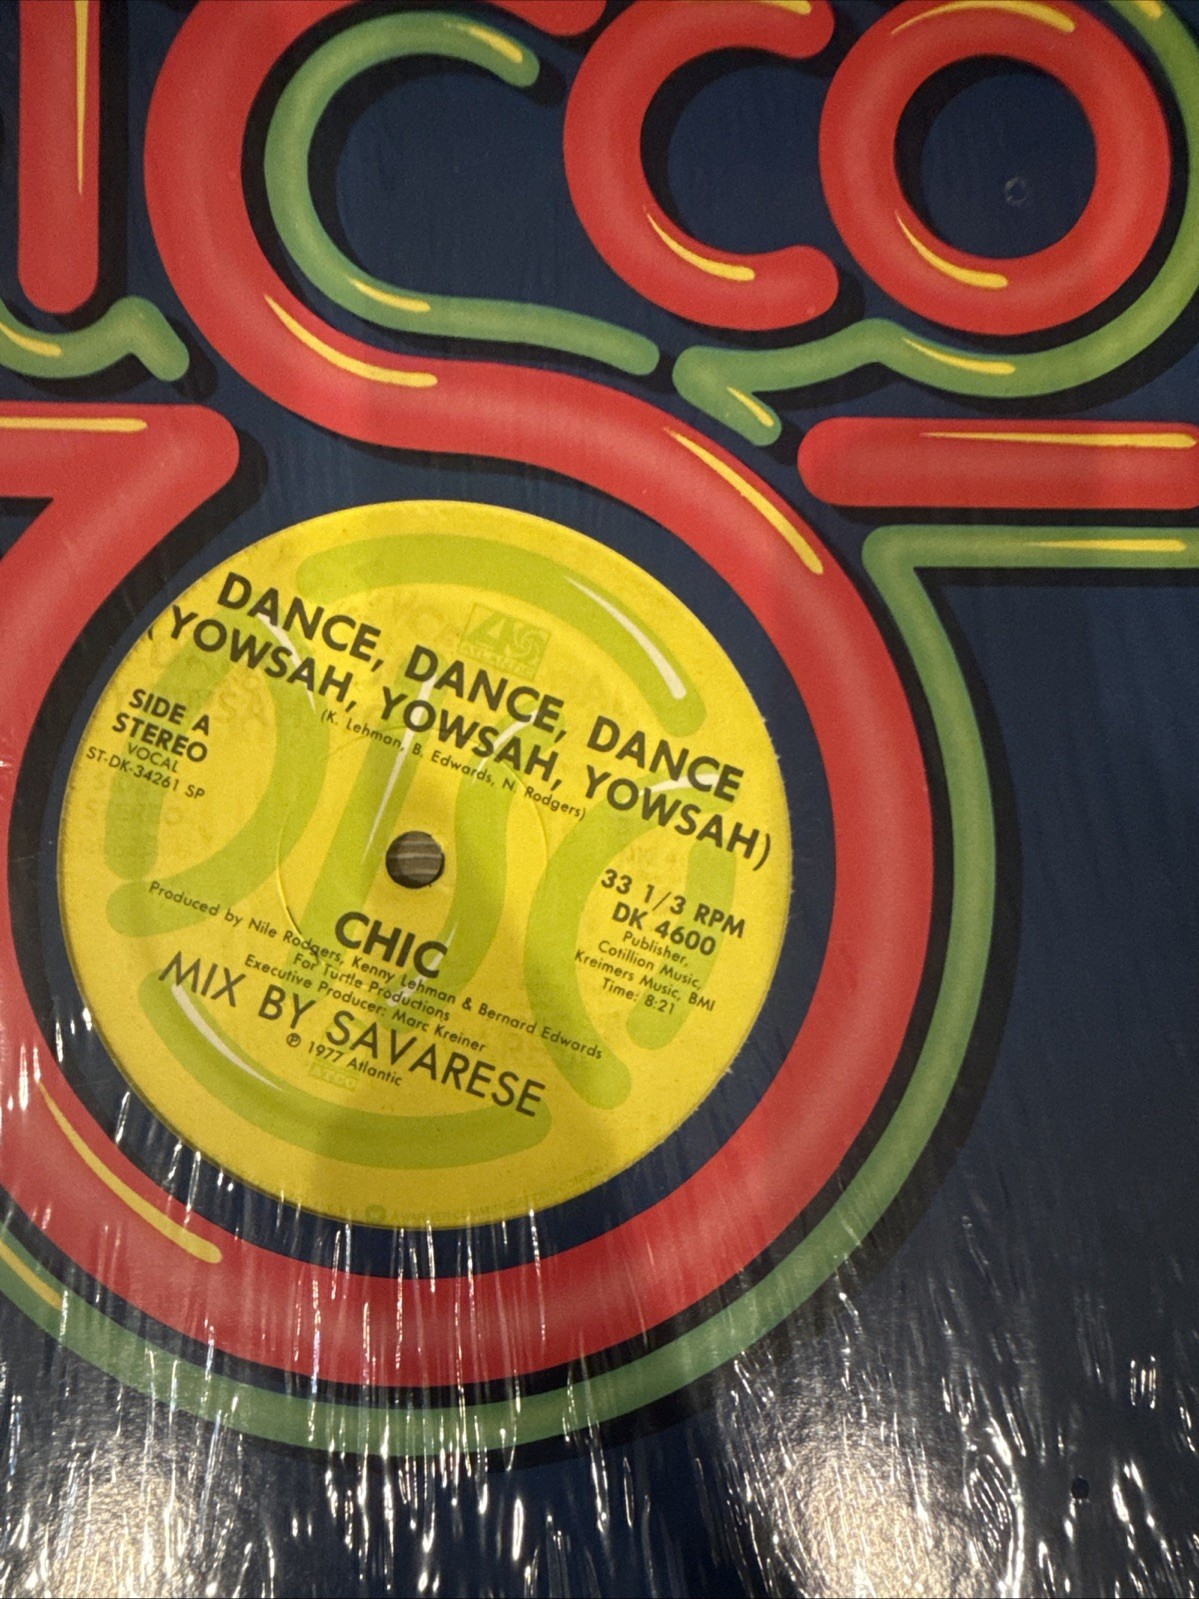 DISCO
DANCE, DANCE, DANCE
(YOWSAH, YOWSAH, YOWSAH)
(K. Lehman, B. Edwards, N. Rodgers)
SIDE A
STEREO
VOCAL
ST-DK-34261 SP
33 1/3 RPM
DK 4600
Publisher,
Cotillion Music,
Kreimers Music, BMI
Time: 8:21
CHIC
Produced by Nile Rodgers, Kenny Lehman & Bernard Edwards
For Turtle Productions
Executive Producer: Marc Kreiner
MIX BY SAVARESE
℗ 1977 Atlantic